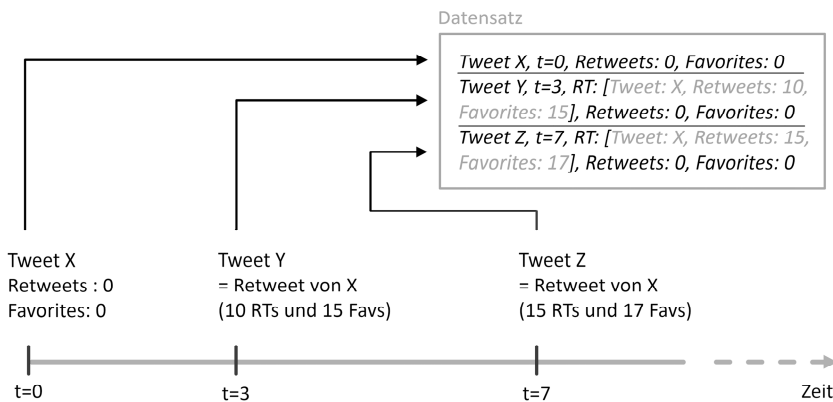 Datensatz
Tweet X, t=0, Retweets: 0, Favorites: 0
Tweet Y, t=3, RT: [Tweet: X, Retweets: 10,
Favorites: 15], Retweets: 0, Favorites: 0
Tweet Z, t=7, RT: [Tweet: X, Retweets: 15,
Favorites: 17], Retweets: 0, Favorites: 0
Tweet X
Retweets : 0
Favorites: 0
Tweet Y
= Retweet von X
(10 RTs und 15 Favs)
Tweet Z
= Retweet von X
(15 RTs und 17 Favs)
t=0
t=3
t=7
Zeit